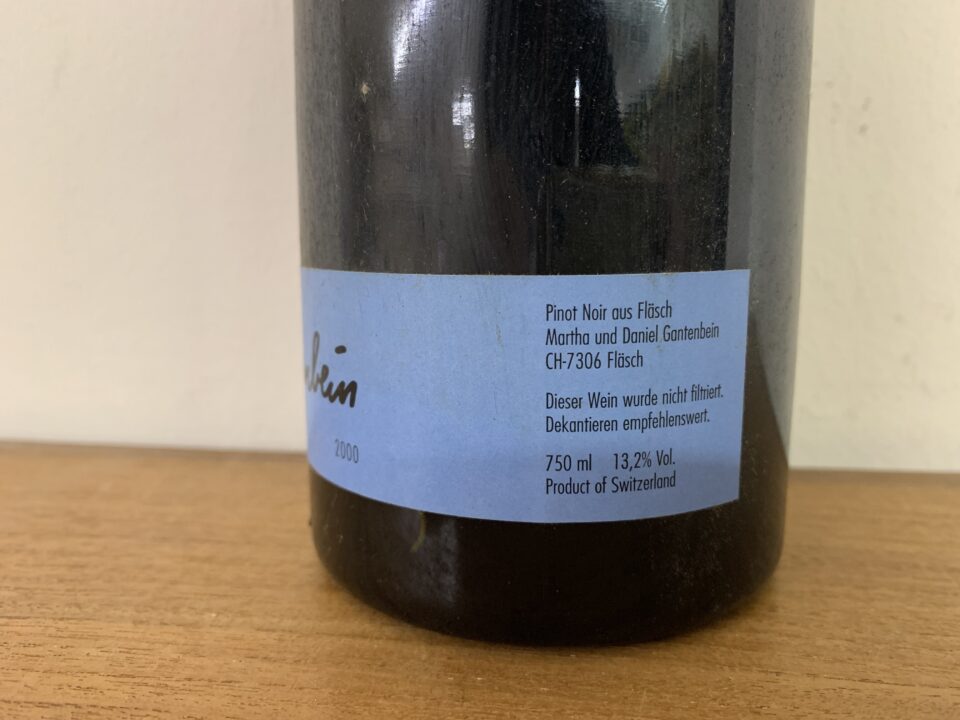 2000
Pinot Noir aus Fläsch
Martha und Daniel Gantenbein
CH-7306 Fläsch
Dieser Wein wurde nicht filtriert.
Dekantieren empfehlenswert.
750 ml 13,2% Vol.
Product of Switzerland